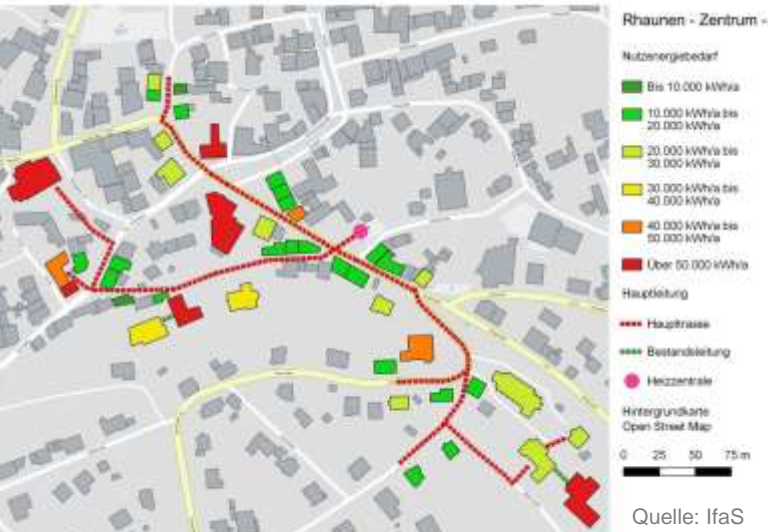 Rhaunen - Zentrum -
Nutzenergiebedarf
Bis 10.000 kWh/a
10.000 kWh/a bis
20.000 kWh/a
20.000 kWh/a bis
30.000 kWh/a
30.000 kWh/a bis
40.000 kWh/a
40.000 kWh/a bis
50.000 kWh/a
Über 50.000 kWh/a
Hauptleitung
Haupttrasse
Bestandsleitung
Heizzentrale
Hintergrundkarte
Open Street Map
0 25 50 75 m
Quelle: IfaS